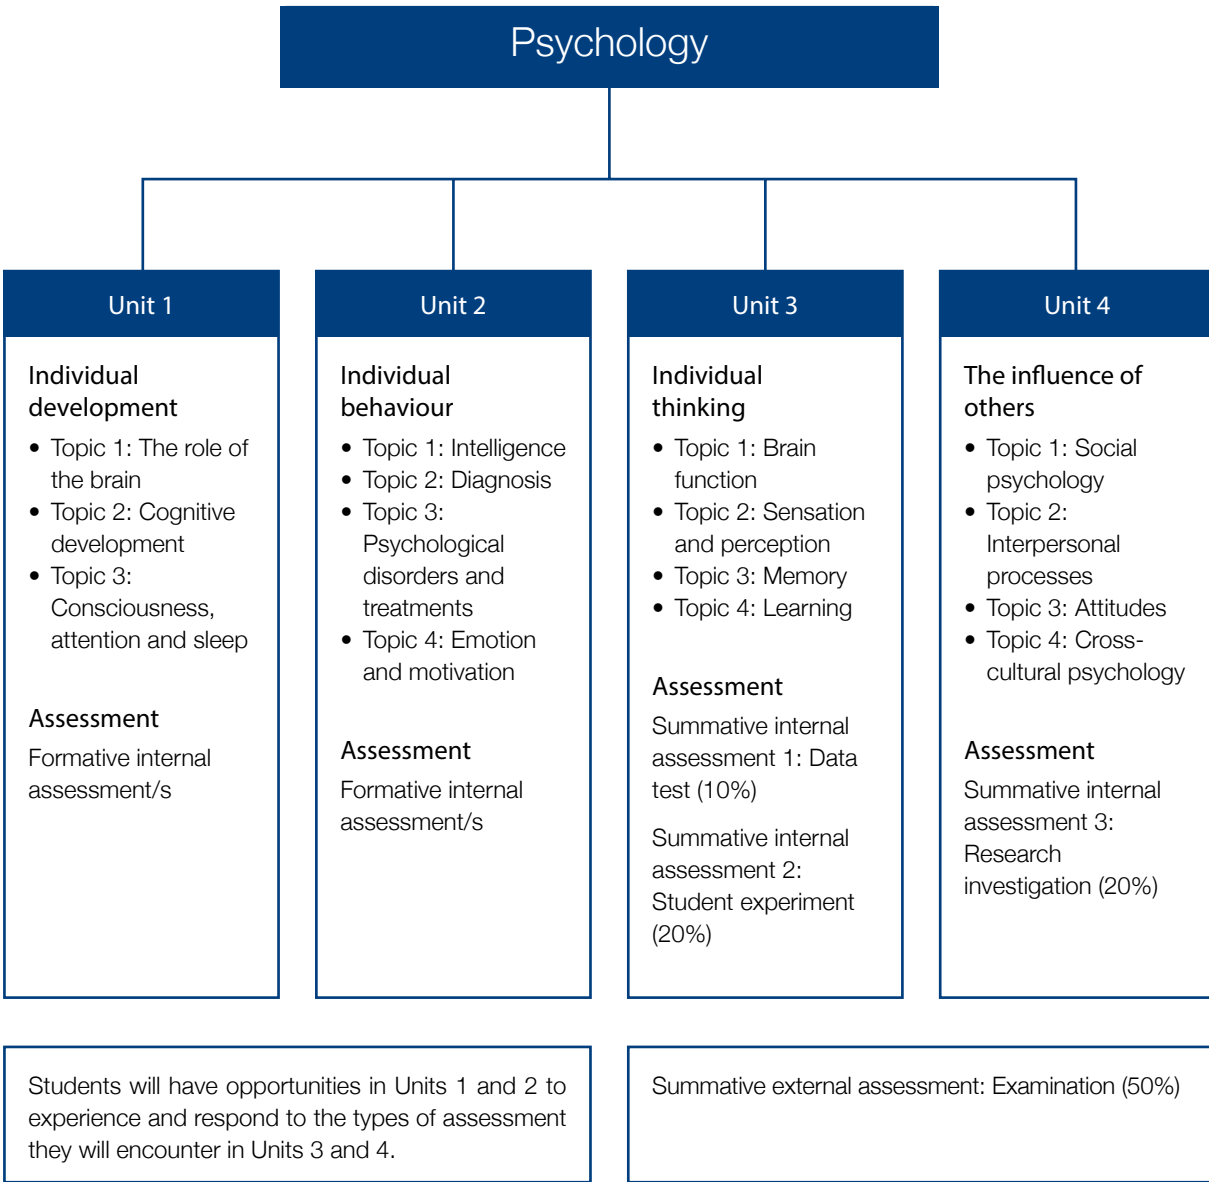 Psychology
Unit 1
Individual
development
• Topic 1: The role of
the brain
• Topic 2: Cognitive
development
• Topic 3:
Consciousness,
attention and sleep
Assessment
Formative internal
assessment/s
Unit 2
Individual
behaviour
• Topic 1: Intelligence
• Topic 2: Diagnosis
• Topic 3:
Psychological
disorders and
treatments
• Topic 4: Emotion
and motivation
Assessment
Formative internal
assessment/s
Unit 3
Individual
thinking
• Topic 1: Brain
function
• Topic 2: Sensation
and perception
• Topic 3: Memory
• Topic 4: Learning
Assessment
Summative internal
assessment 1: Data
test (10%)
Summative internal
assessment 2:
Student experiment
(20%)
Unit 4
The influence of
others
• Topic 1: Social
psychology
• Topic 2:
Interpersonal
processes
• Topic 3: Attitudes
• Topic 4: Cross-
cultural psychology
Assessment
Summative internal
assessment 3:
Research
investigation (20%)
Students will have opportunities in Units 1 and 2 to
experience and respond to the types of assessment
they will encounter in Units 3 and 4.
Summative external assessment: Examination (50%)